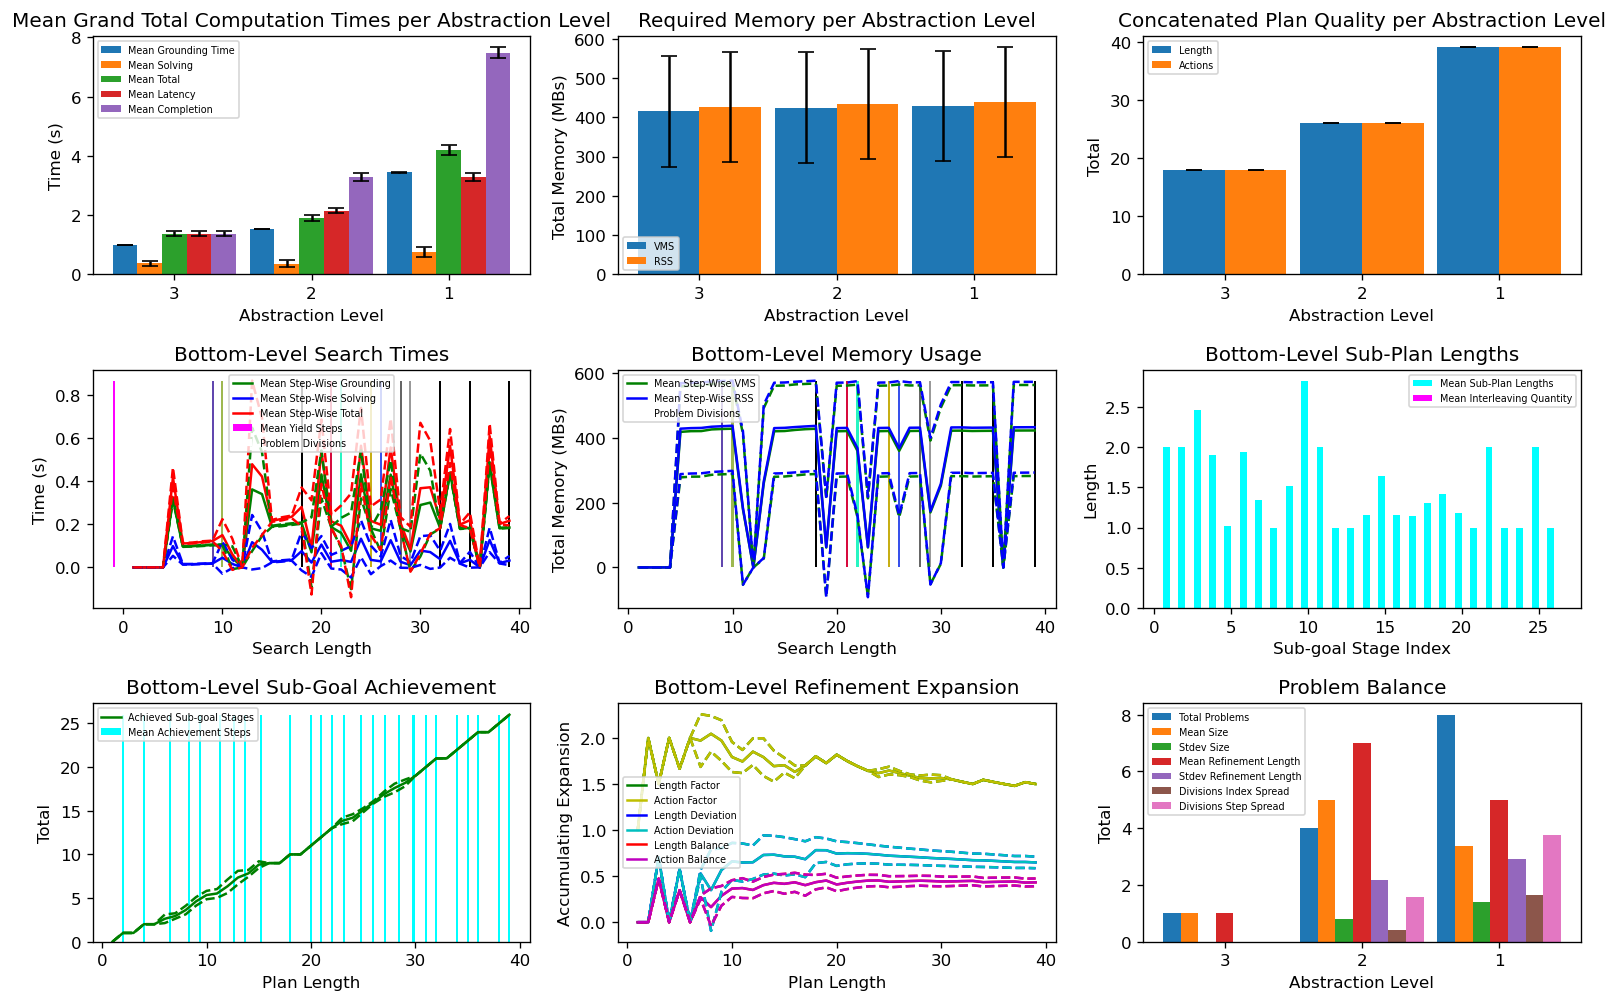 Mean Grand Total Computation Times per Abstraction Level
Time (s)
8
6
4
2
0
Mean Grounding Time
Mean Solving
Mean Total
Mean Latency
Mean Completion
3 2 1
Abstraction Level
Required Memory per Abstraction Level
Total Memory (MBs)
600
500
400
300
200
100
0
VMS
RSS
3 2 1
Abstraction Level
Concatenated Plan Quality per Abstraction Level
Total
40
30
20
10
0
Length
Actions
3 2 1
Abstraction Level
Bottom-Level Search Times
Time (s)
0.8
0.6
0.4
0.2
0.0
Mean Step-Wise Grounding
Mean Step-Wise Solving
Mean Step-Wise Total
Mean Yield Steps
Problem Divisions
0 10 20 30 40
Search Length
Bottom-Level Memory Usage
Total Memory (MBs)
600
400
200
0
Mean Step-Wise VMS
Mean Step-Wise RSS
Problem Divisions
0 10 20 30 40
Search Length
Bottom-Level Sub-Plan Lengths
Length
2.5
2.0
1.5
1.0
0.5
0.0
Mean Sub-Plan Lengths
Mean Interleaving Quantity
0 5 10 15 20 25
Sub-goal Stage Index
Bottom-Level Sub-Goal Achievement
Total
25
20
15
10
5
0
Achieved Sub-goal Stages
Mean Achievement Steps
0 10 20 30 40
Plan Length
Bottom-Level Refinement Expansion
Accumulating Expansion
2.0
1.5
1.0
0.5
0.0
Length Factor
Action Factor
Length Deviation
Action Deviation
Length Balance
Action Balance
0 10 20 30 40
Plan Length
Problem Balance
Total
8
6
4
2
0
Total Problems
Mean Size
Stdev Size
Mean Refinement Length
Stdev Refinement Length
Divisions Index Spread
Divisions Step Spread
3 2 1
Abstraction Level